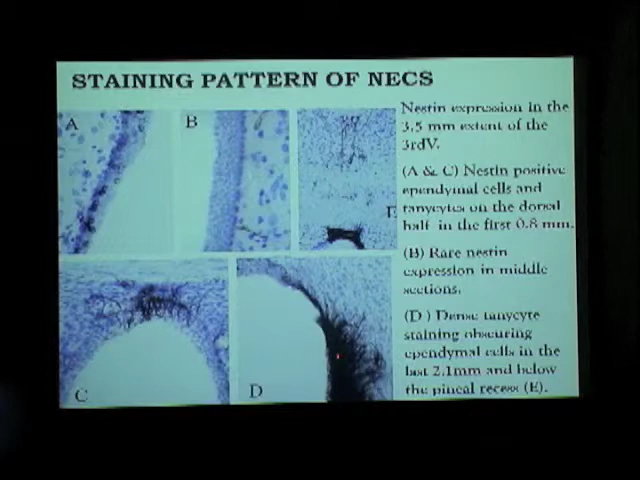 STAINING PATTERN OF NECS
A
B
E
C
D
Nestin expression in the
3.5 mm extent of the
3rdV.
(A & C) Nestin positive
ependymal cells and
tanycytes on the dorsal
half in the first 0.8 mm.
(B) Rare nestin
expression in middle
sections.
(D ) Dense tanycyte
staining obscuring
ependymal cells in the
last 2.1mm and below
the pineal recess (E).